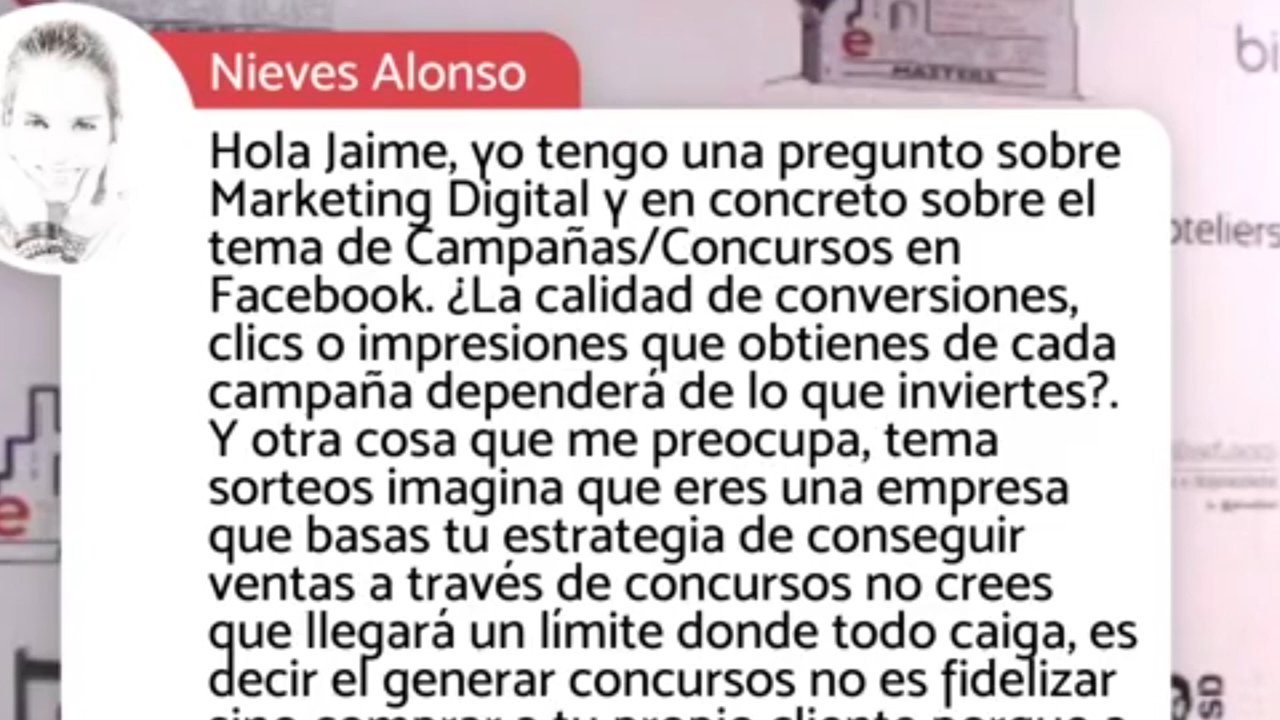 Nieves Alonso
Hola Jaime, yo tengo una pregunto sobre
Marketing Digital y en concreto sobre el
tema de Campañas/Concursos en
Facebook. ¿La calidad de conversiones,
clics o impresiones que obtienes de cada
campaña dependerá de lo que inviertes?.
Y otra cosa que me preocupa, tema
sorteos imagina que eres una empresa
que basas tu estrategia de conseguir
ventas a través de concursos no crees
que llegará un límite donde todo caiga, es
decir el generar concursos no es fidelizar
e
MASTERS
bi
oteliers
e